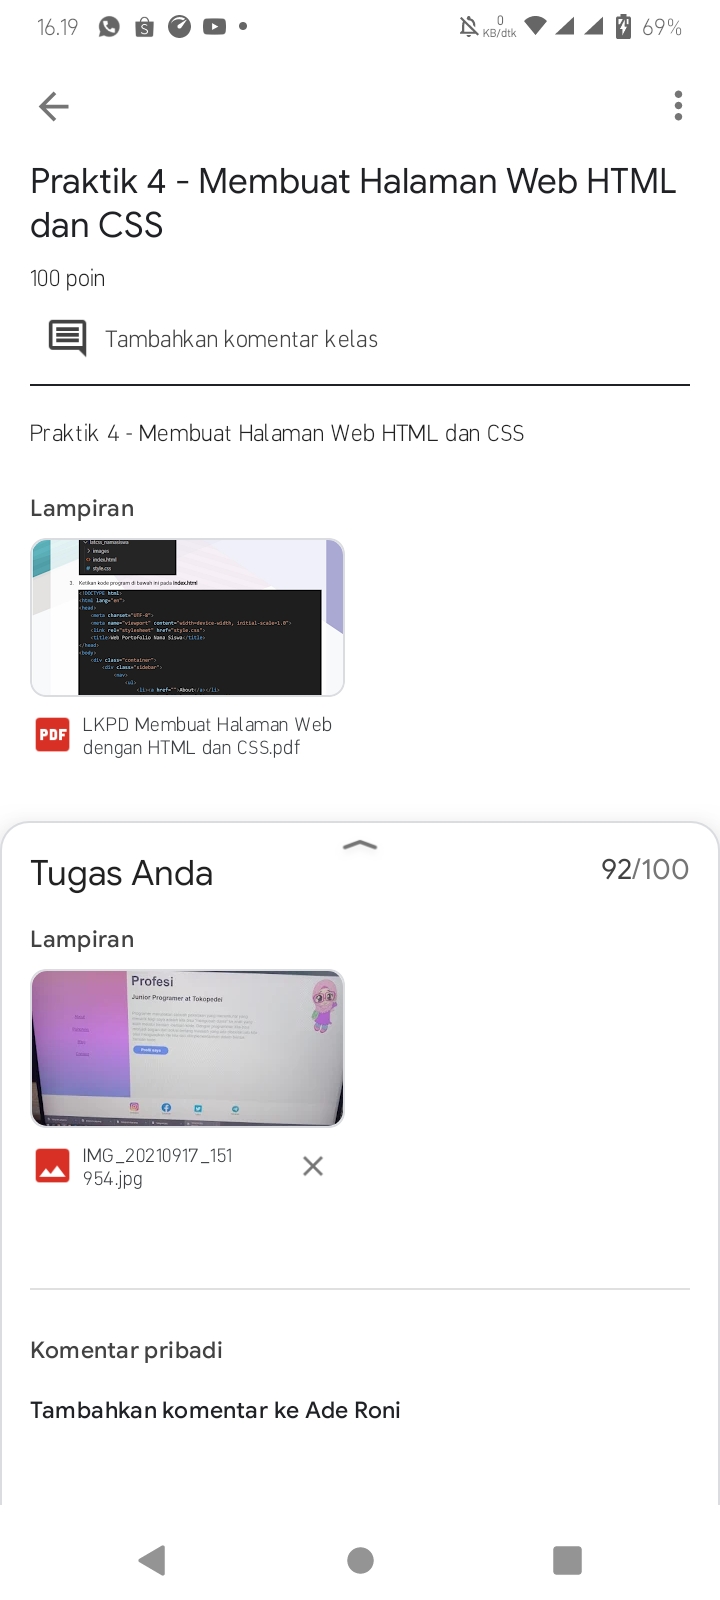 16.19
0
KB/dtk
69%
Praktik 4 - Membuat Halaman Web HTML
dan CSS
100 poin
Tambahkan komentar kelas
Praktik 4 - Membuat Halaman Web HTML dan CSS
Lampiran
latcss_namasiswa
images
index.html
style.css
3. Ketikan kode program di bawah ini pada index.html
<!DOCTYPE html>
<html lang="en">
<head>
<meta charset="UTF-8">
<meta name="viewport" content="width=device-width, initial-scale=1.0">
<link rel="stylesheet" href="style.css">
<title>Web Portofolio Nama Siswa</title>
</head>
<body>
<div class="container">
<div class="sidebar">
<nav>
<ul>
<li><a href="">About</a></li>
PDF
LKPD Membuat Halaman Web
dengan HTML dan CSS.pdf
Tugas Anda
92/100
Lampiran
Profesi
Junior Programer at Tokopedei
IMG_20210917_151
954.jpg
Komentar pribadi
Tambahkan komentar ke Ade Roni